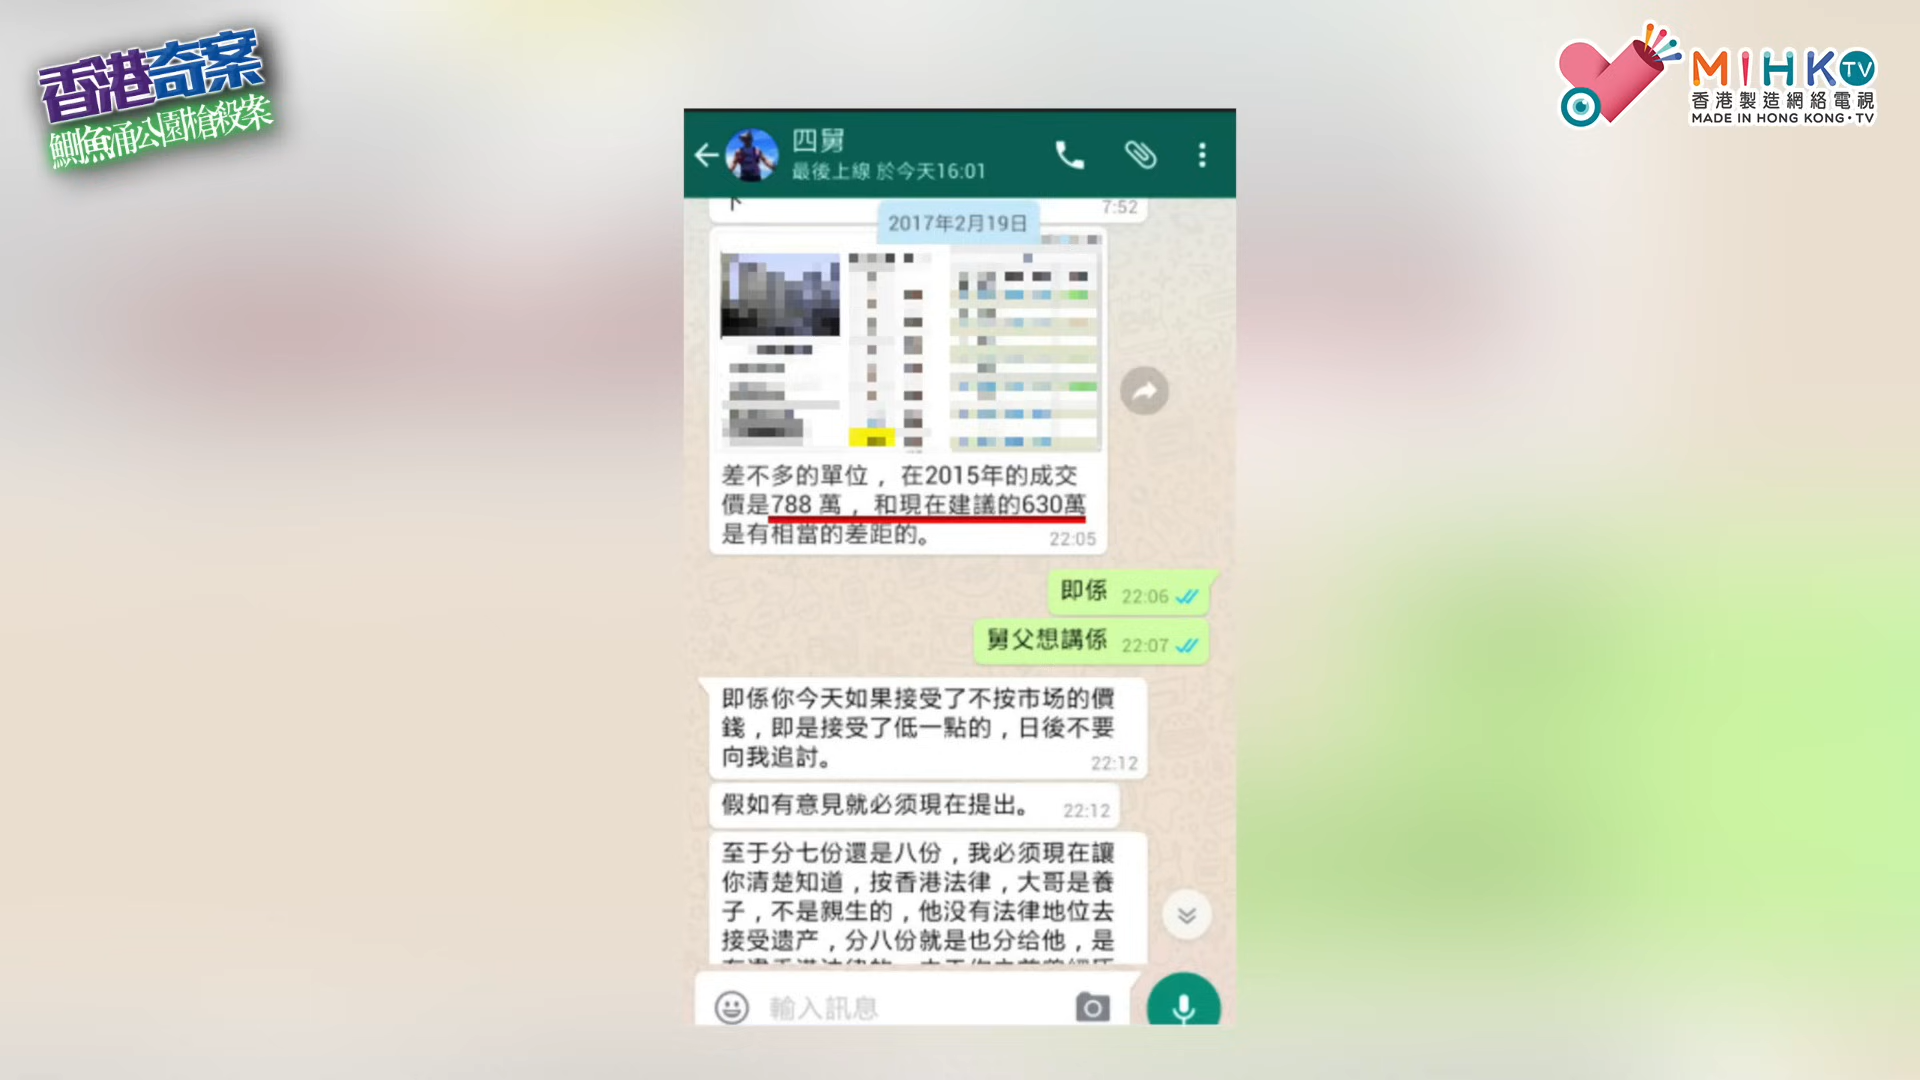 香港奇案
鰂魚涌公園槍殺案
MIHK TV
香港製造網絡電視
MADE IN HONG KONG • TV
四舅
最後上線 於今天16:01
7:52
2017年2月19日
差不多的單位， 在2015年的成交
價是788 萬， 和現在建議的630萬
是有相當的差距的。
22:05
即係 22:06
舅父想講係 22:07
即係你今天如果接受了不按市场的價
錢，即是接受了低一點的，日後不要
向我追討。
22:12
假如有意見就必须現在提出。 22:12
至于分七份還是八份，我必须現在讓
你清楚知道，按香港法律，大哥是養
子，不是親生的，他没有法律地位去
接受遗产，分八份就是也分给他，是
輸入訊息